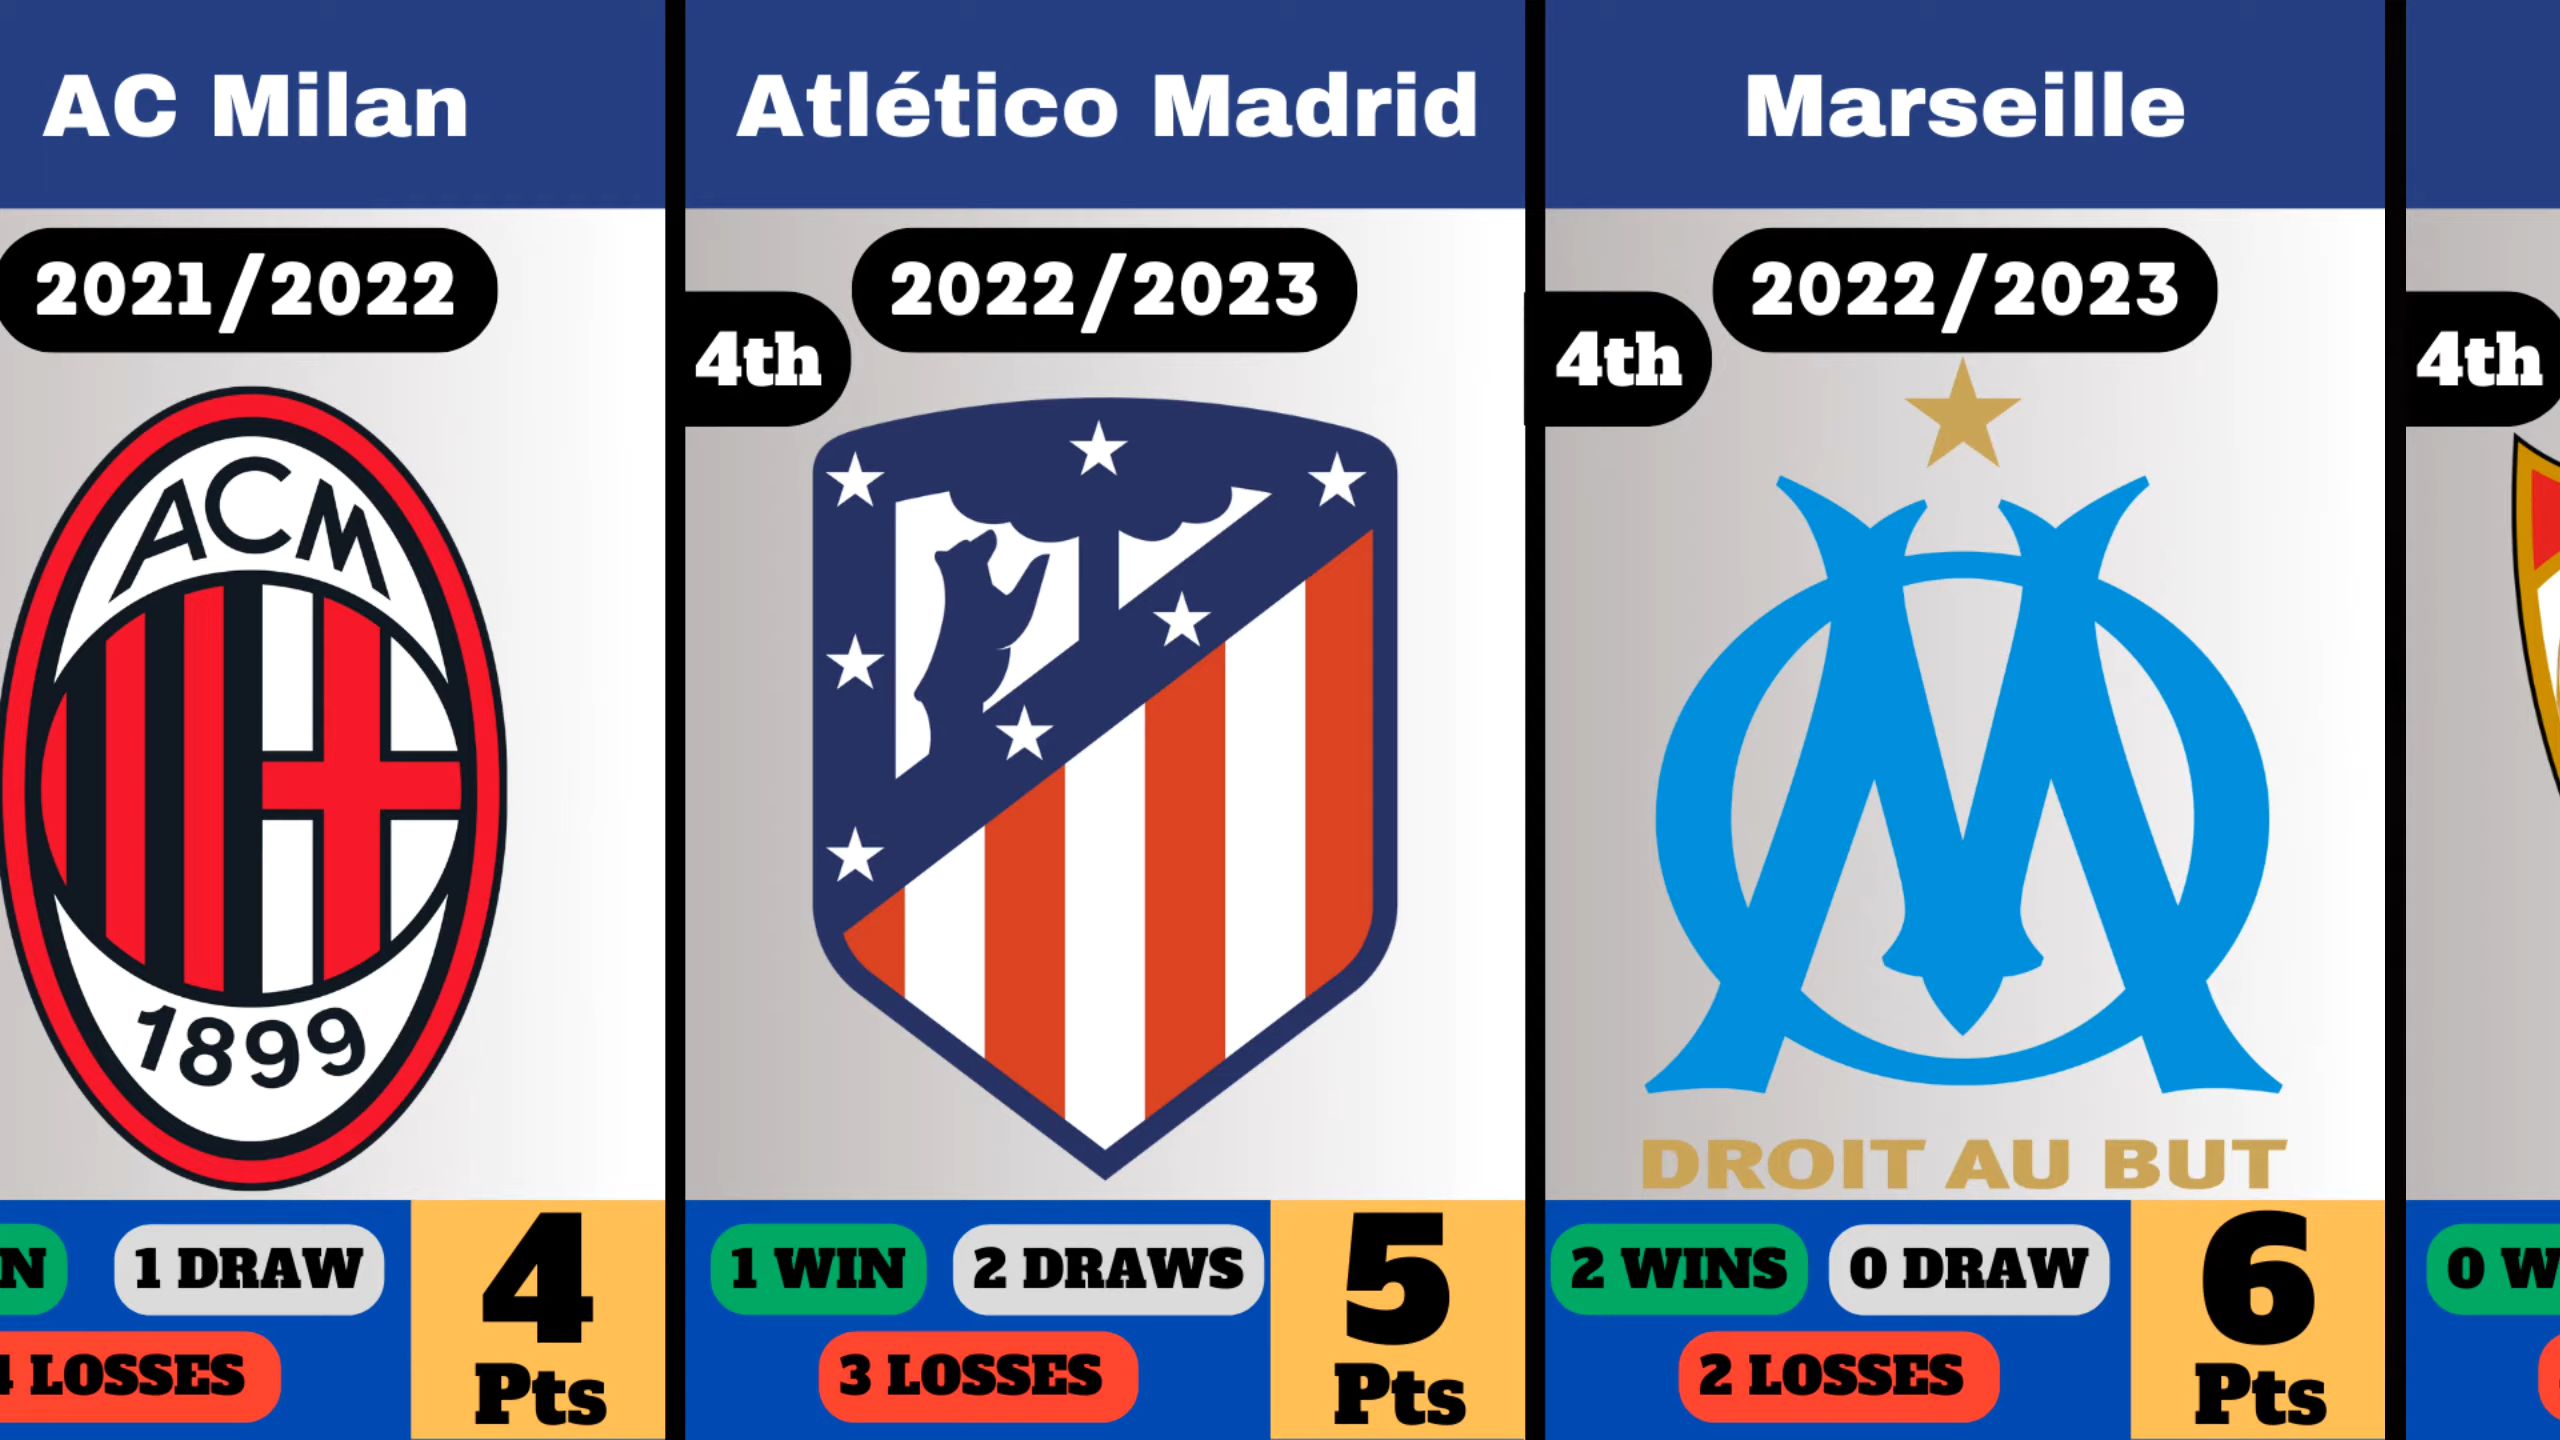 AC Milan
2021/2022
ACM
1899
1 DRAW
4 LOSSES
4
Pts
Atlético Madrid
2022/2023
4th
1 WIN
2 DRAWS
3 LOSSES
5
Pts
Marseille
2022/2023
4th
DROIT AU BUT
2 WINS
0 DRAW
2 LOSSES
6
Pts
4th
0 W